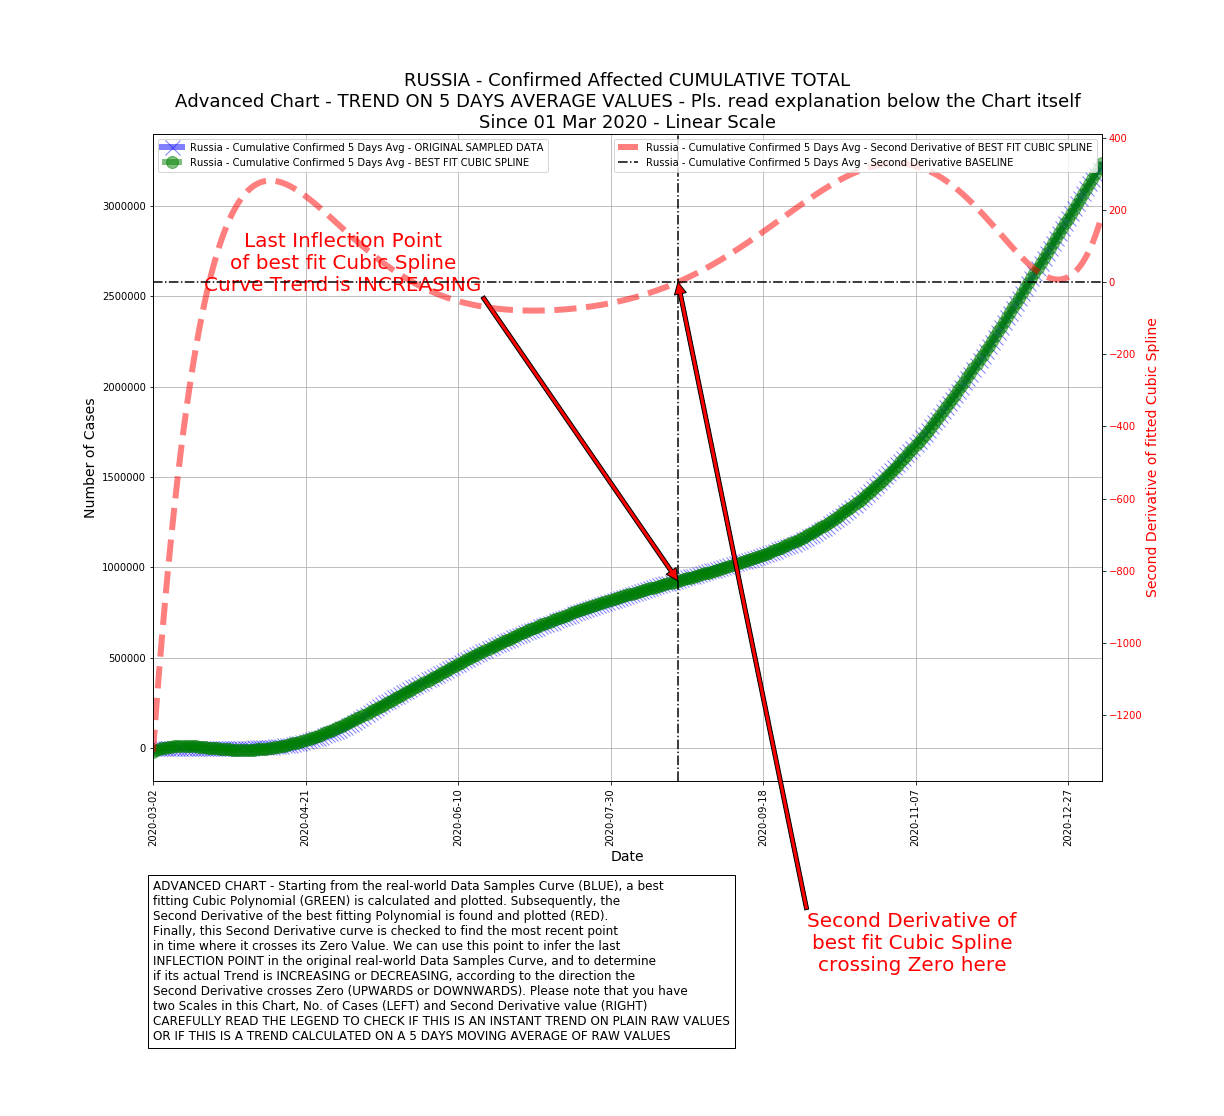 RUSSIA - Confirmed Affected CUMULATIVE TOTAL
Advanced Chart - TREND ON 5 DAYS AVERAGE VALUES - Pls. read explanation below the Chart itself
Since 01 Mar 2020 - Linear Scale
Russia - Cumulative Confirmed 5 Days Avg - ORIGINAL SAMPLED DATA
Russia - Cumulative Confirmed 5 Days Avg - BEST FIT CUBIC SPLINE
Russia - Cumulative Confirmed 5 Days Avg - Second Derivative of BEST FIT CUBIC SPLINE
Russia - Cumulative Confirmed 5 Days Avg - Second Derivative BASELINE
Last Inflection Point
of best fit Cubic Spline
Curve Trend is INCREASING
Number of Cases
3000000
2500000
2000000
1500000
1000000
500000
0
400
200
0
−200
−400
−600
−800
−1000
−1200
Second Derivative of fitted Cubic Spline
2020-03-02
2020-04-21
2020-06-10
2020-07-30
2020-09-18
2020-11-07
2020-12-27
Date
Second Derivative of
best fit Cubic Spline
crossing Zero here
ADVANCED CHART - Starting from the real-world Data Samples Curve (BLUE), a best
fitting Cubic Polynomial (GREEN) is calculated and plotted. Subsequently, the
Second Derivative of the best fitting Polynomial is found and plotted (RED).
Finally, this Second Derivative curve is checked to find the most recent point
in time where it crosses its Zero Value. We can use this point to infer the last
INFLECTION POINT in the original real-world Data Samples Curve, and to determine
if its actual Trend is INCREASING or DECREASING, according to the direction the
Second Derivative crosses Zero (UPWARDS or DOWNWARDS). Please note that you have
two Scales in this Chart, No. of Cases (LEFT) and Second Derivative value (RIGHT)
CAREFULLY READ THE LEGEND TO CHECK IF THIS IS AN INSTANT TREND ON PLAIN RAW VALUES
OR IF THIS IS A TREND CALCULATED ON A 5 DAYS MOVING AVERAGE OF RAW VALUES